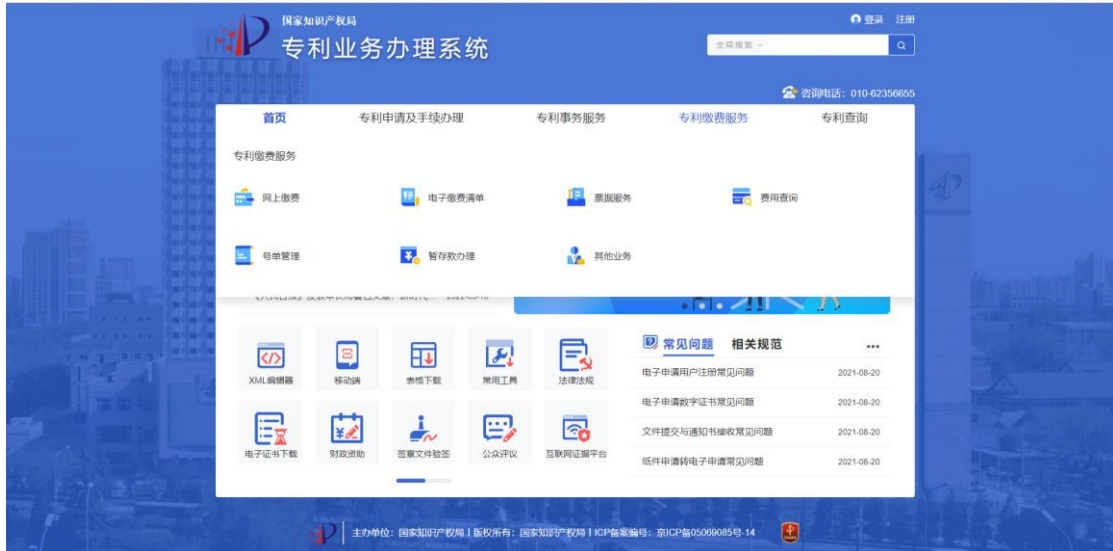 国家知识产权局
专利业务办理系统
登录 注册
全局搜索
咨询电话：010-62356655
首页 专利申请及手续办理 专利事务服务 专利缴费服务 专利查询
专利缴费服务
网上缴费 电子缴费清单 票据服务 费用查询
号单管理 暂存款办理 其他业务
常见问题 相关规范
XML编辑器 移动端 表格下载 常用工具 法律法规
电子申请用户注册常见问题 2021-08-20
电子申请数字证书常见问题 2021-08-20
文件提交与通知书接收常见问题 2021-08-20
电子证书下载 财政资助 签章文件验签 公众评议 互联网证据平台
纸件申请转电子申请常见问题 2021-08-20
主办单位：国家知识产权局 | 版权所有：国家知识产权局 | ICP备案编号：京ICP备05069085号-14